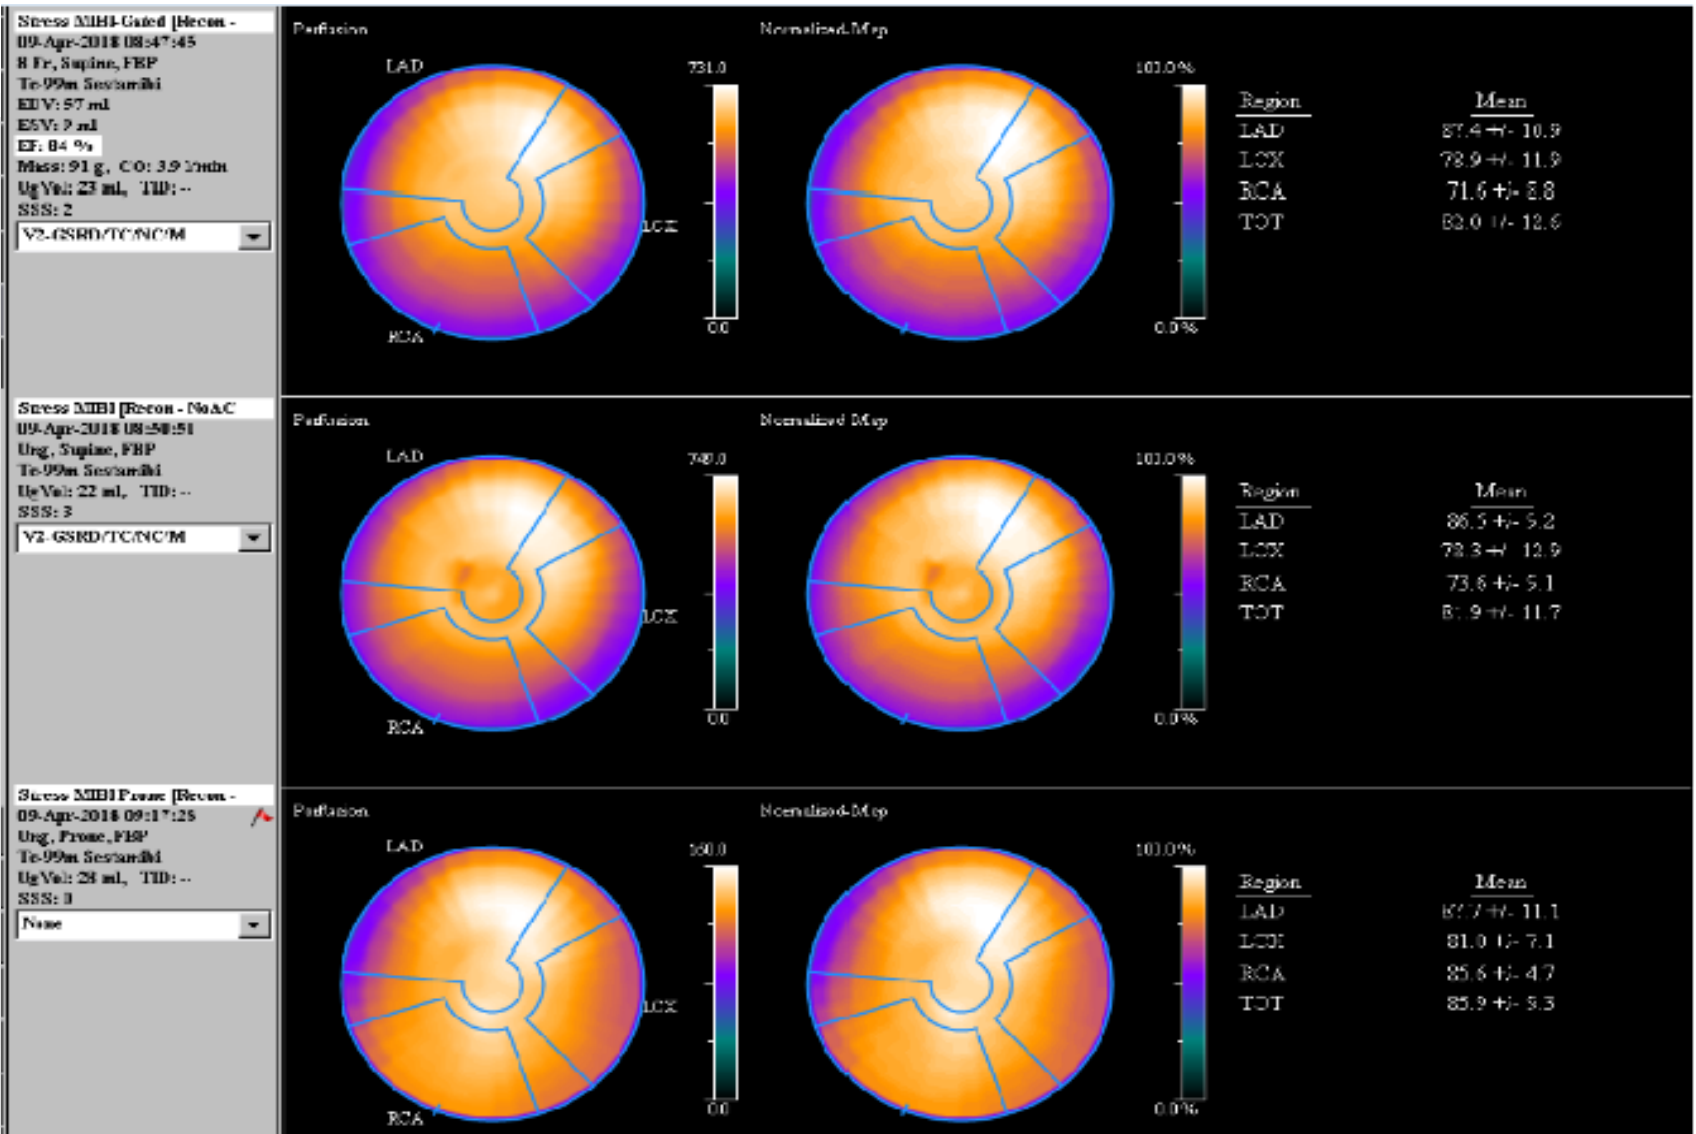 Stress MIBI-Gated [Recon -
09-Apr-2018 08:47:45
8 Fr, Supine, FBP
Tc-99m Sestamibi
EDV: 57 ml
ESV: 9 ml
EF: 84 %
Mass: 91 g, CO: 3.9 l/min
UgVol: 23 ml, TID: --
SSS: 2
V2-GSRD/TC/NC/M
Perfusion
LAD
LCX
RCA
731.0
0.0
Normalized-Map
100.0 %
0.0 %
Region Mean
LAD 87.4 +/- 10.9
LCX 78.9 +/- 11.9
RCA 71.6 +/- 8.8
TOT 82.0 +/- 12.6
Stress MIBI [Recon - NoAC
09-Apr-2018 08:50:51
Ung, Supine, FBP
Tc-99m Sestamibi
UgVol: 22 ml, TID: --
SSS: 3
V2-GSRD/TC/NC/M
Perfusion
LAD
LCX
RCA
0.0
Normalized-Map
100.0 %
0.0 %
Region Mean
LAD 86.5 +/- 9.2
LCX 78.3 +/- 12.9
RCA 73.6 +/- 9.1
TOT 81.9 +/- 11.7
Stress MIBI Prone [Recon -
09-Apr-2018 09:17:28
Ung, Prone, FBP
Tc-99m Sestamibi
UgVol: 28 ml, TID: --
SSS: 0
None
Perfusion
LAD
LCX
RCA
0.0
Normalized-Map
100.0 %
0.0 %
Region Mean
LAD 87.7 +/- 11.1
LCX 81.0 +/- 7.1
RCA 85.6 +/- 4.7
TOT 85.9 +/- 9.3